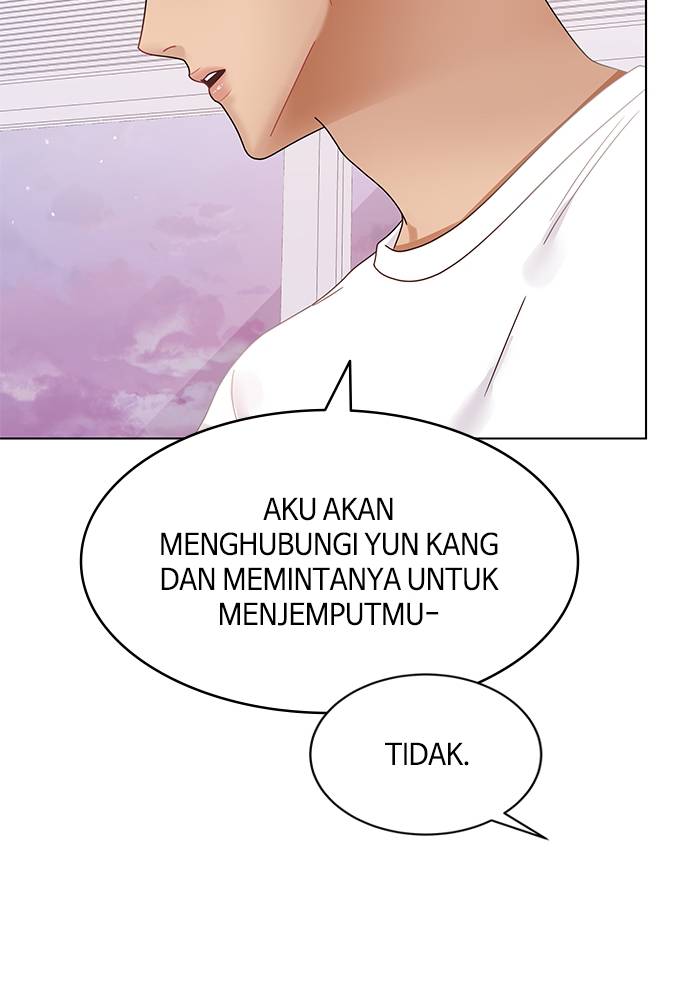 AKU AKAN
MENGHUBUNGI YUN KANG
DAN MEMINTANYA UNTUK
MENJEMPUTMU-
TIDAK.